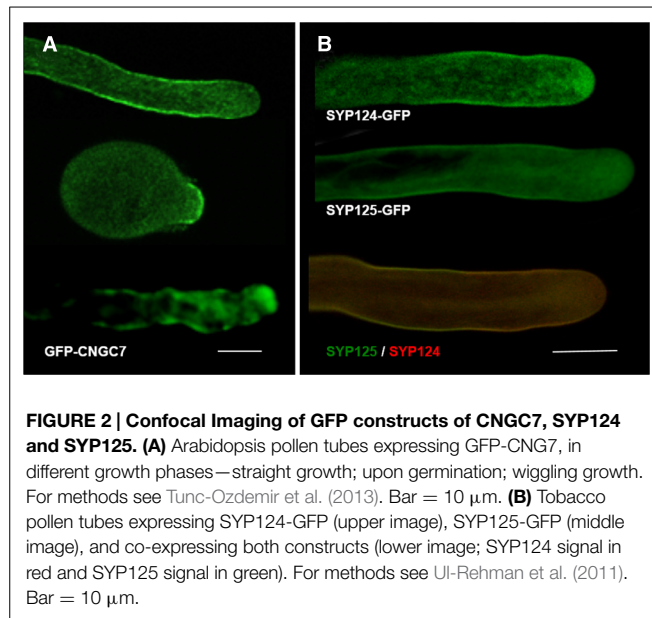 A
B
SYP124-GFP
SYP125-GFP
GFP-CNGC7
SYP125 / SYP124
FIGURE 2 | Confocal Imaging of GFP constructs of CNGC7, SYP124
and SYP125. (A) Arabidopsis pollen tubes expressing GFP-CNG7, in
different growth phases—straight growth; upon germination; wiggling growth.
For methods see Tunc-Ozdemir et al. (2013). Bar = 10 μm. (B) Tobacco
pollen tubes expressing SYP124-GFP (upper image), SYP125-GFP (middle
image), and co-expressing both constructs (lower image; SYP124 signal in
red and SYP125 signal in green). For methods see Ul-Rehman et al. (2011).
Bar = 10 μm.